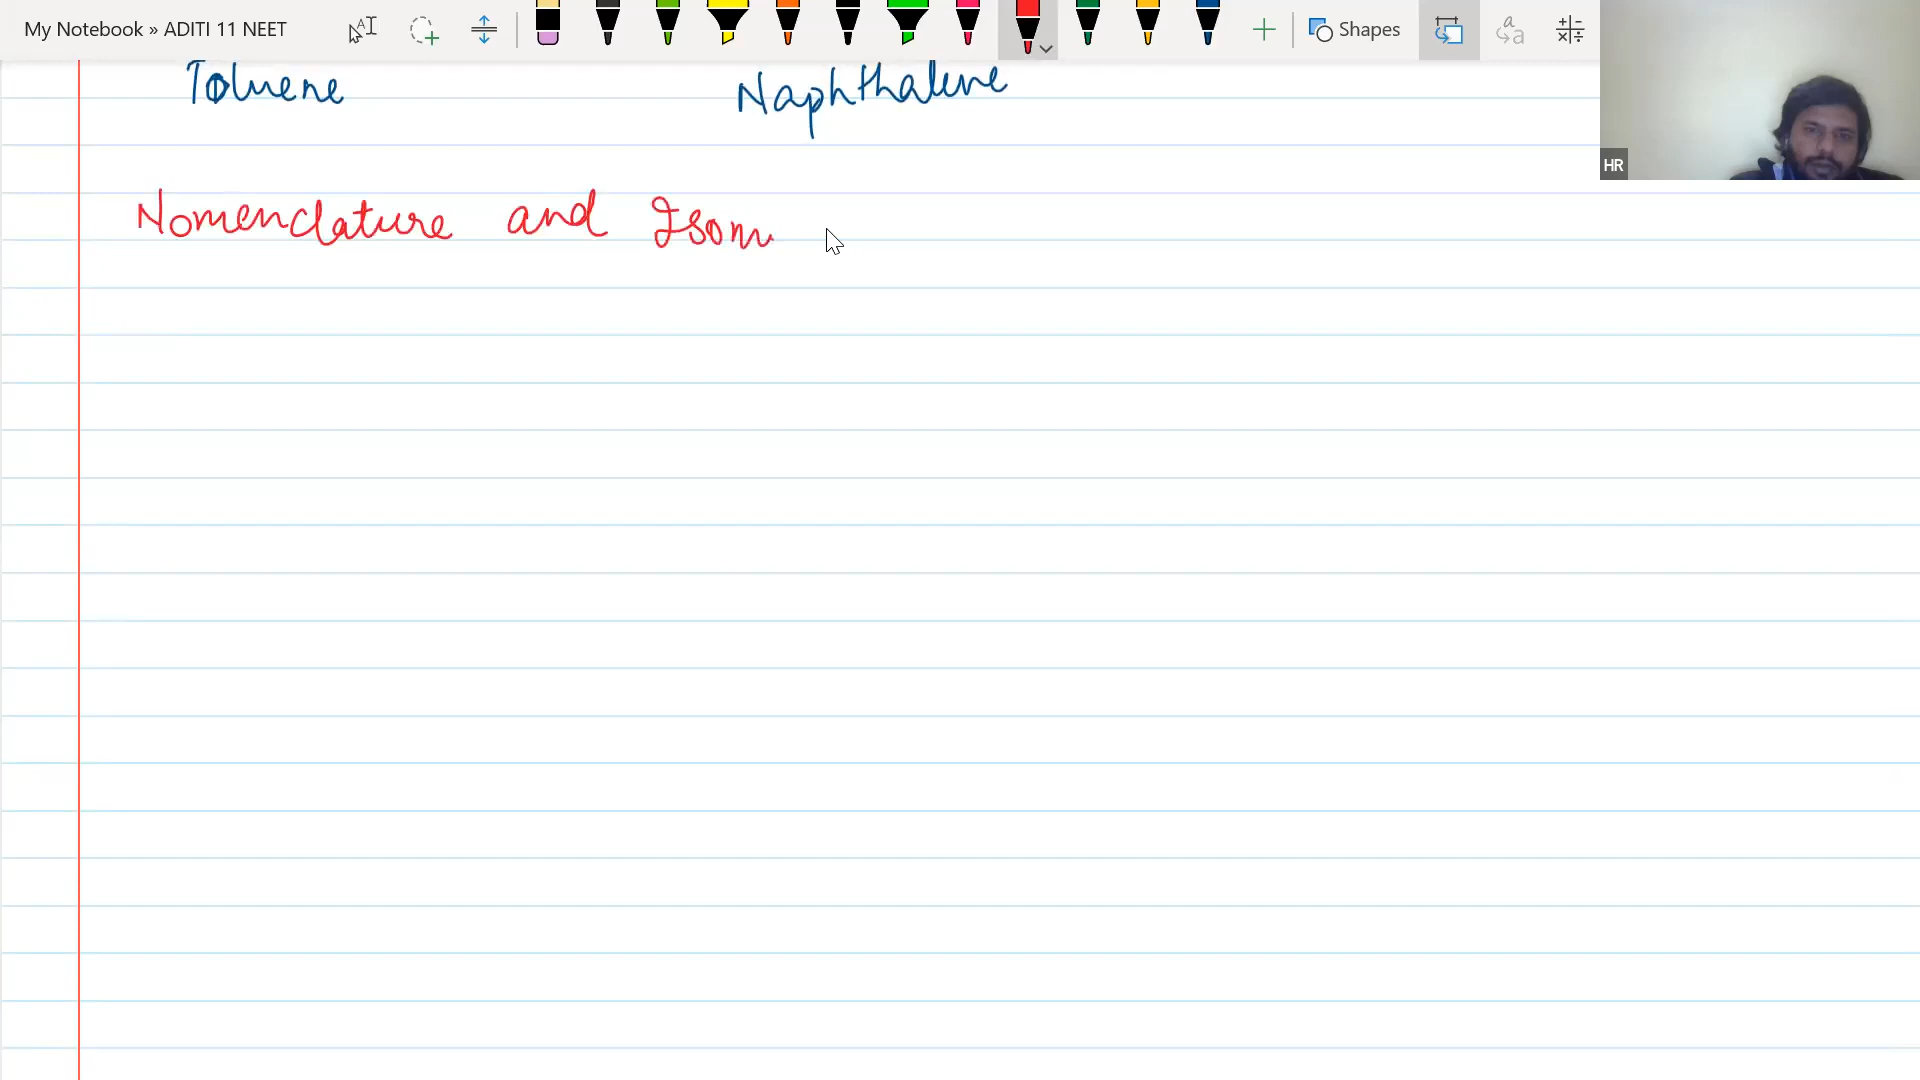 My Notebook » ADITI 11 NEET
Shapes
HR
Toluene Naphthalene
Nomenclature and Isom